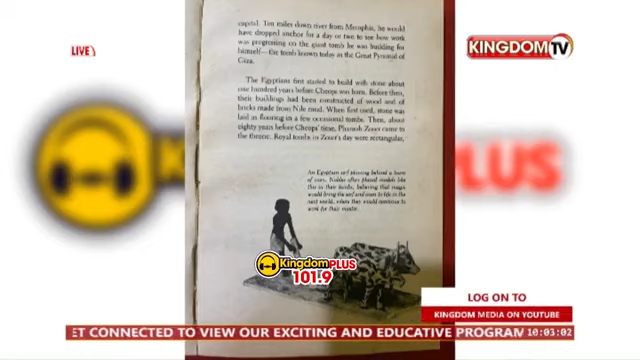 capital. Ten miles down river from Memphis, he would
have dropped anchor for a day or two to see how work
was progressing on the giant tomb he was building for
himself—the tomb known today as the Great Pyramid of
Giza.
The Egyptians first started to build with stone about
one hundred years before Cheops was born. Before then,
their buildings had been constructed of wood and of
bricks made from Nile mud. When first used, stone was
laid as flooring in a few occasional tombs. Then, about
eighty years before Cheops' time, Pharaoh Zoser came to
the throne. Royal tombs in Zoser's day were rectangular,
An Egyptian serf plowing behind a team
of oxen. Nobles often placed models like
this in their tombs, believing that magic
would bring the serf and oxen to life in the
next world, where they would continue to
work for their master.
LIVE
KINGDOM TV
Kingdom PLUS
KingdomPLUS
101.9
LOG ON TO
KINGDOM MEDIA ON YOUTUBE
ET CONNECTED TO VIEW OUR EXCITING AND EDUCATIVE PROGRAM
10:03:02